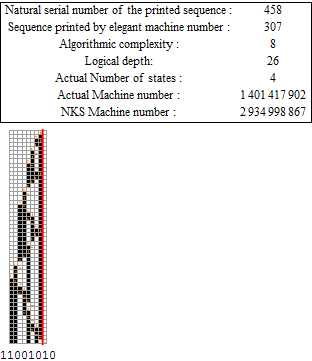 Natural serial number of the printed sequence : 458
Sequence printed by elegant machine number : 307
Algorithmic complexity : 8
Logical depth: 26
Actual Number of states : 4
Actual Machine number : 1 401 417 902
NKS Machine number : 2 934 998 867
11001010